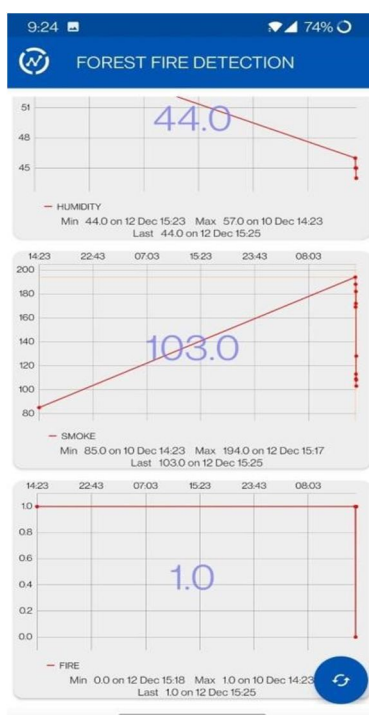 9:24 74%
FOREST FIRE DETECTION
51
48
45
44.0
HUMIDITY
Min 44.0 on 12 Dec 15:23 Max 57.0 on 10 Dec 14:23
Last 44.0 on 12 Dec 15:25
14:23 22:43 07:03 15:23 23:43 08:03
200
180
160
140
120
100
80
103.0
SMOKE
Min 85.0 on 10 Dec 14:23 Max 194.0 on 12 Dec 15:17
Last 103.0 on 12 Dec 15:25
14:23 22:43 07:03 15:23 23:43 08:03
1.0
0.8
0.6
0.4
0.2
0.0
1.0
FIRE
Min 0.0 on 12 Dec 15:18 Max 1.0 on 10 Dec 14:23
Last 1.0 on 12 Dec 15:25